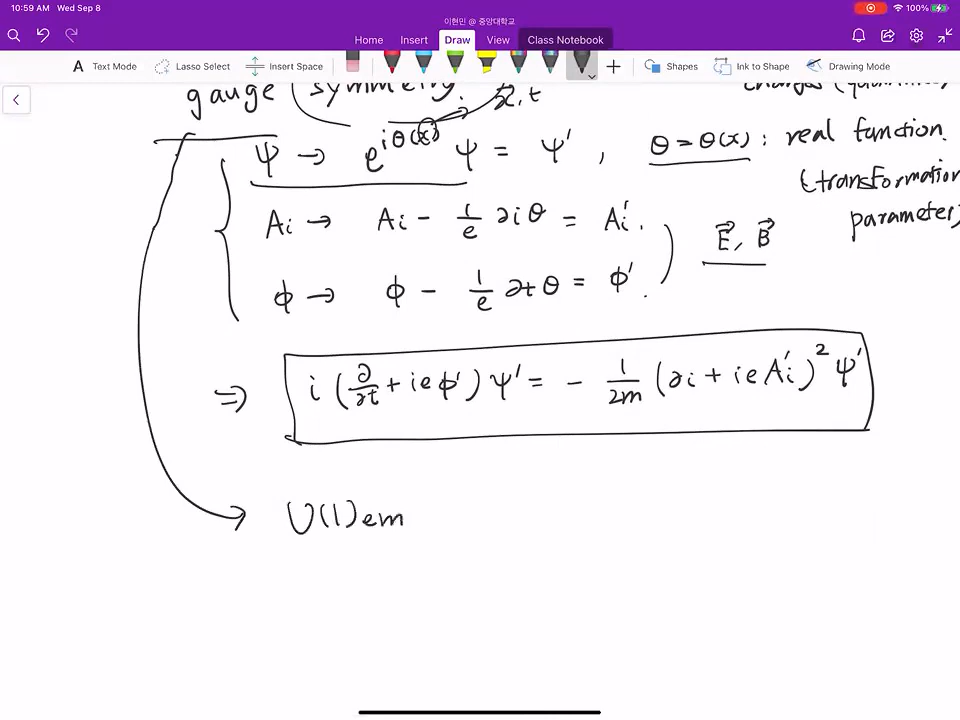 10:59 AM Wed Sep 8
100%
이현민 @ 중앙대학교
Home Insert Draw View Class Notebook
Text Mode Lasso Select Insert Space Shapes Ink to Shape Drawing Mode
gauge (symmetry. x, t
ψ → e^{iθ(x)} ψ = ψ′ , θ = θ(x) : real function.
(transformation
A_i → A_i − 1/e ∂_i θ = A_i′. E⃗, B⃗ parameter)
ϕ → ϕ − 1/e ∂_t θ = ϕ′.
⇒ i (∂/∂t + ieϕ′) ψ′ = − 1/2m (∂_i + ieA_i′)² ψ′
U(1)em